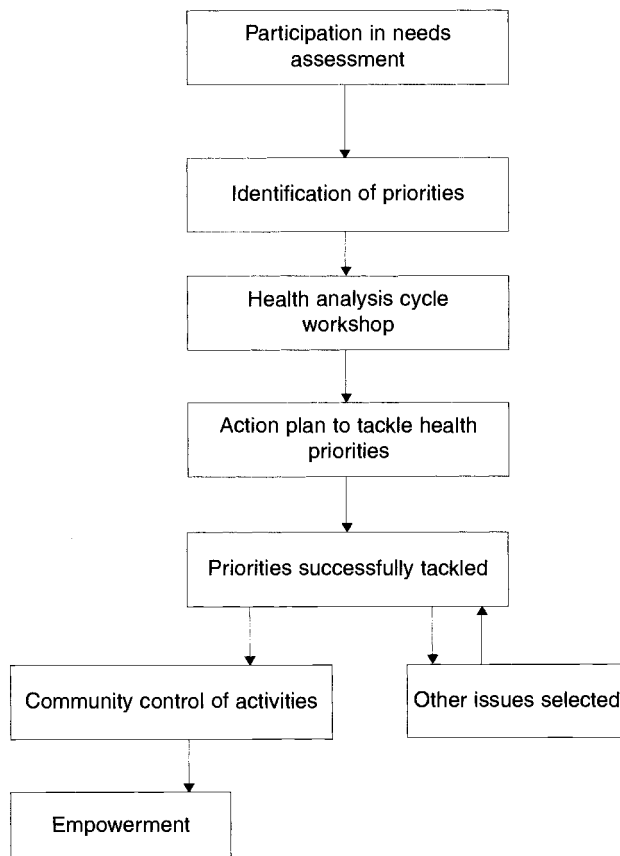 Participation in needs
assessment
Identification of priorities
Health analysis cycle
workshop
Action plan to tackle health
priorities
Priorities successfully tackled
Community control of activities
Other issues selected
Empowerment